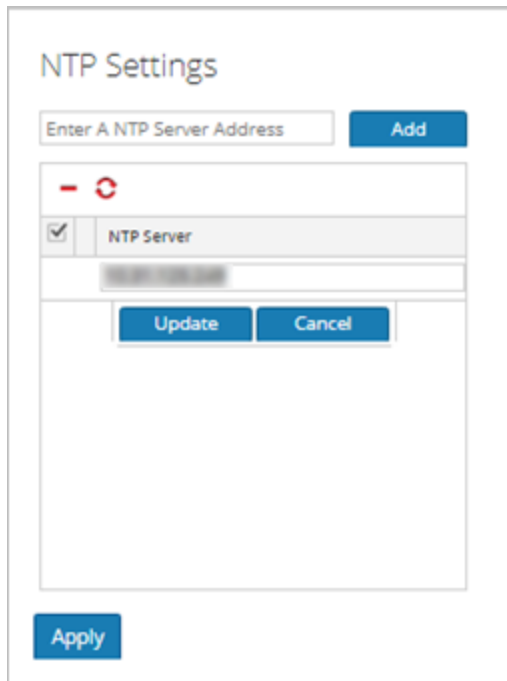 NTP Settings
Enter A NTP Server Address
Add
NTP Server
Update
Cancel
Apply